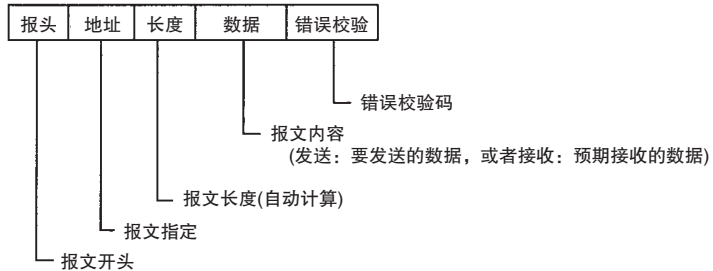 报头 地址 长度 数据 错误校验
错误校验码
报文内容
(发送：要发送的数据，或者接收：预期接收的数据)
报文长度(自动计算)
报文指定
报文开头